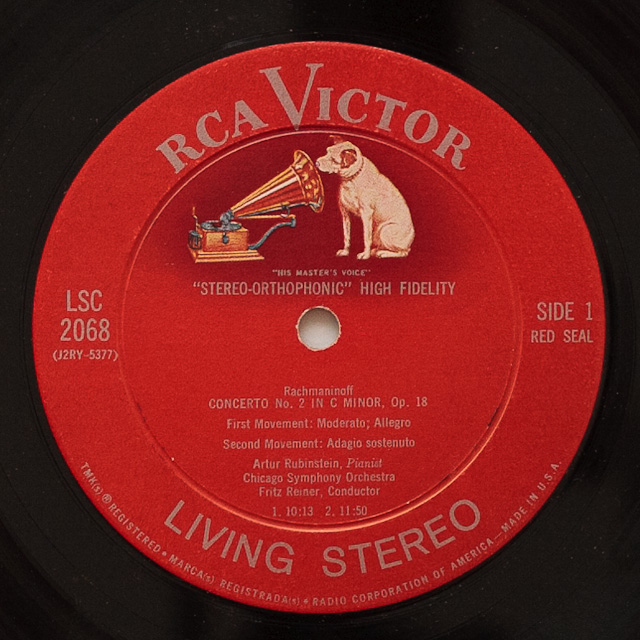 RCA VICTOR
"HIS MASTER'S VOICE"
"STEREO-ORTHOPHONIC" HIGH FIDELITY
LSC
2068
(J2RY-5377)
SIDE 1
RED SEAL
Rachmaninoff
CONCERTO No. 2 IN C MINOR, Op. 18
First Movement: Moderato; Allegro
Second Movement: Adagio sostenuto
Artur Rubinstein, Pianist
Chicago Symphony Orchestra
Fritz Reiner, Conductor
1. 10:13 2. 11:50
LIVING STEREO
TMK(s) ® REGISTERED • MARCA(s) REGISTRADA(s) • RADIO CORPORATION OF AMERICA—MADE IN U.S.A.